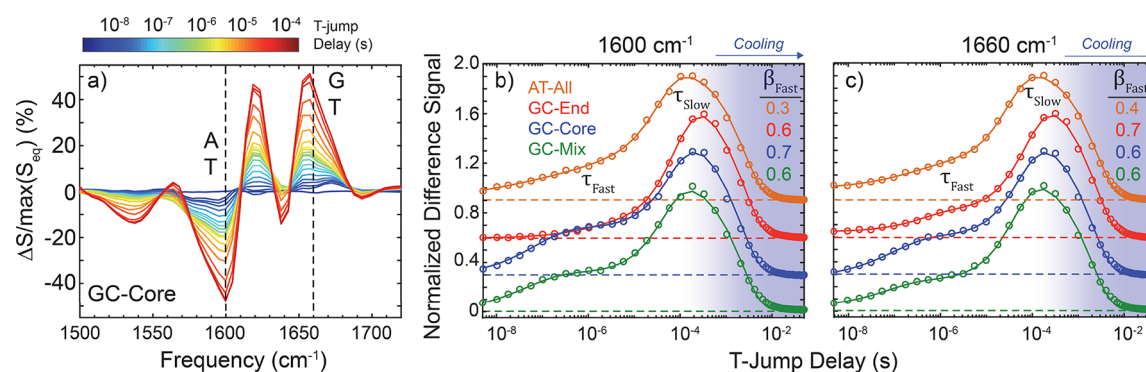 10⁻⁸ 10⁻⁷ 10⁻⁶ 10⁻⁵ 10⁻⁴ T-jump
Delay (s)
a)
G
T
A
T
GC-Core
ΔS/max(S_eq) (%)
40
20
0
-20
-40
1500 1550 1600 1650 1700
Frequency (cm⁻¹)
1600 cm⁻¹ Cooling
b)
AT-All
GC-End
GC-Core
GC-Mix
τ_Slow
τ_Fast
β_Fast
0.3
0.6
0.7
0.6
Normalized Difference Signal
2.0
1.6
1.2
0.8
0.4
0
10⁻⁸ 10⁻⁶ 10⁻⁴ 10⁻²
1660 cm⁻¹ Cooling
c)
τ_Slow
τ_Fast
β_Fast
0.4
0.7
0.6
0.6
10⁻⁸ 10⁻⁶ 10⁻⁴ 10⁻²
T-Jump Delay (s)